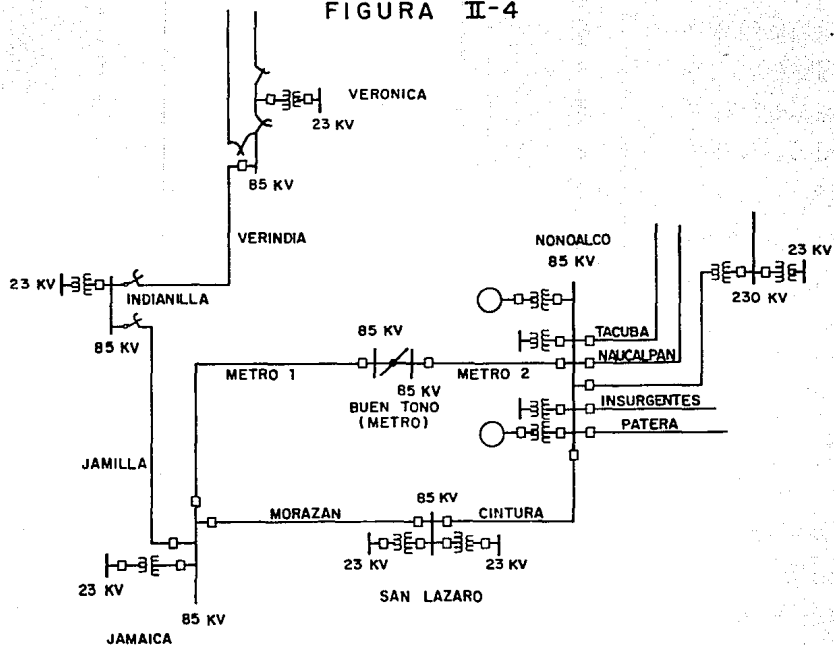 FIGURA II-4
VERONICA
23 KV
85 KV
VERINDIA
NONOALCO
85 KV
23 KV
23 KV
INDIANILLA
230 KV
85 KV
85 KV
TACUBA
METRO 1
85 KV
METRO 2
NAUCALPAN
BUEN TONO
(METRO)
INSURGENTES
PATERA
JAMILLA
85 KV
MORAZAN
CINTURA
23 KV
23 KV
23 KV
SAN LAZARO
85 KV
JAMAICA